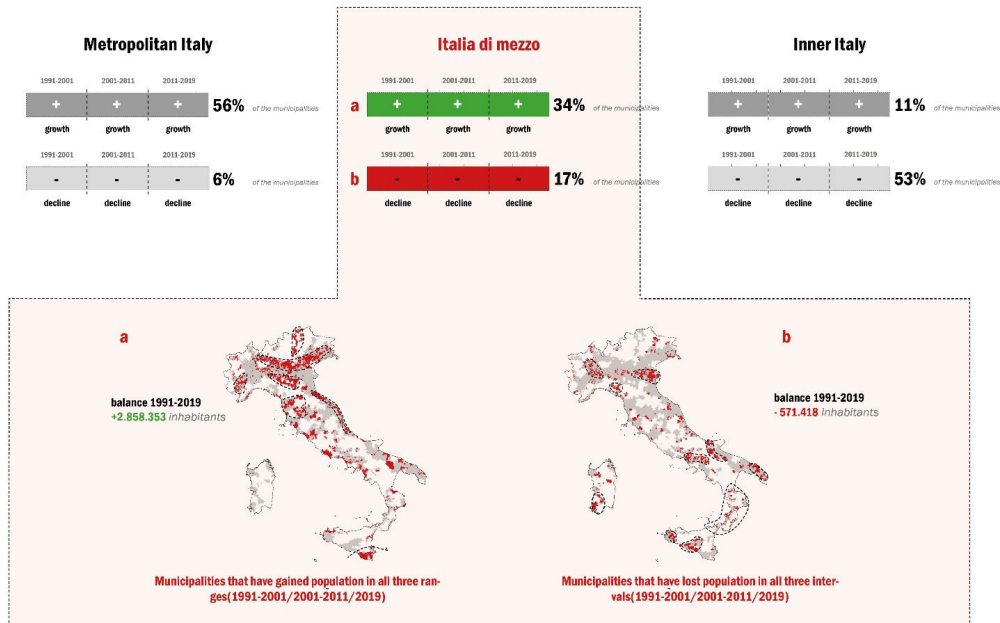 Metropolitan Italy
1991-2001 2001-2011 2011-2019
+ + + 56% of the municipalities
growth growth growth
1991-2001 2001-2011 2011-2019
- - - 6% of the municipalities
decline decline decline
Italia di mezzo
1991-2001 2001-2011 2011-2019
a + + + 34% of the municipalities
growth growth growth
1991-2001 2001-2011 2011-2019
b - - - 17% of the municipalities
decline decline decline
Inner Italy
1991-2001 2001-2011 2011-2019
+ + + 11% of the municipalities
growth growth growth
1991-2001 2001-2011 2011-2019
- - - 53% of the municipalities
decline decline decline
a
balance 1991-2019
+2.858.353 inhabitants
Municipalities that have gained population in all three ran-
ges(1991-2001/2001-2011/2019)
b
balance 1991-2019
- 571.418 inhabitants
Municipalities that have lost population in all three inter-
vals(1991-2001/2001-2011/2019)